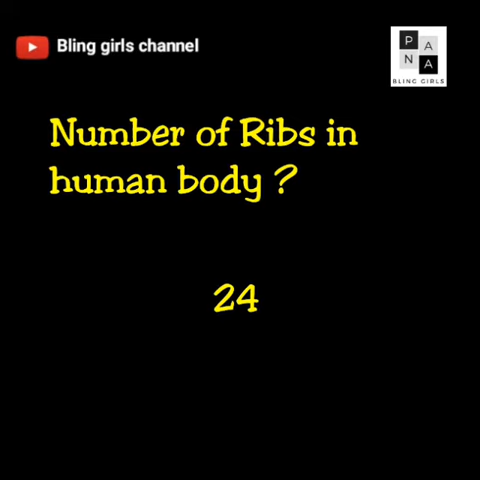 Bling girls channel
P A
N A
BLING GIRLS
Number of Ribs in
human body ?
24